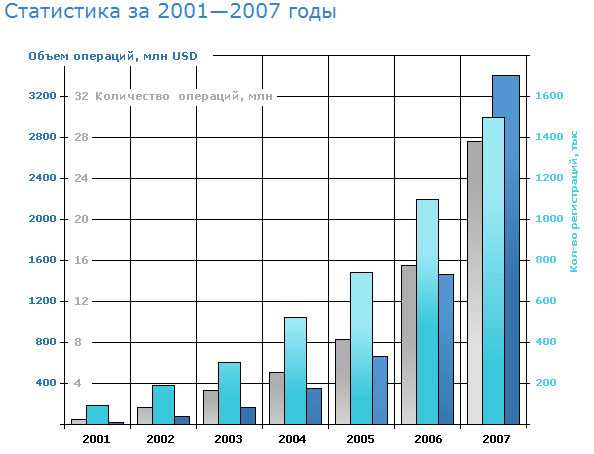 Статистика за 2001—2007 годы
Объем операций, млн USD
3200 32 Количество операций, млн 1600
2800 28 1400
2400 24 1200
2000 20 1000
1600 16 800
1200 12 600
800 8 400
400 4 200
Кол-во регистраций, тыс
2001 2002 2003 2004 2005 2006 2007